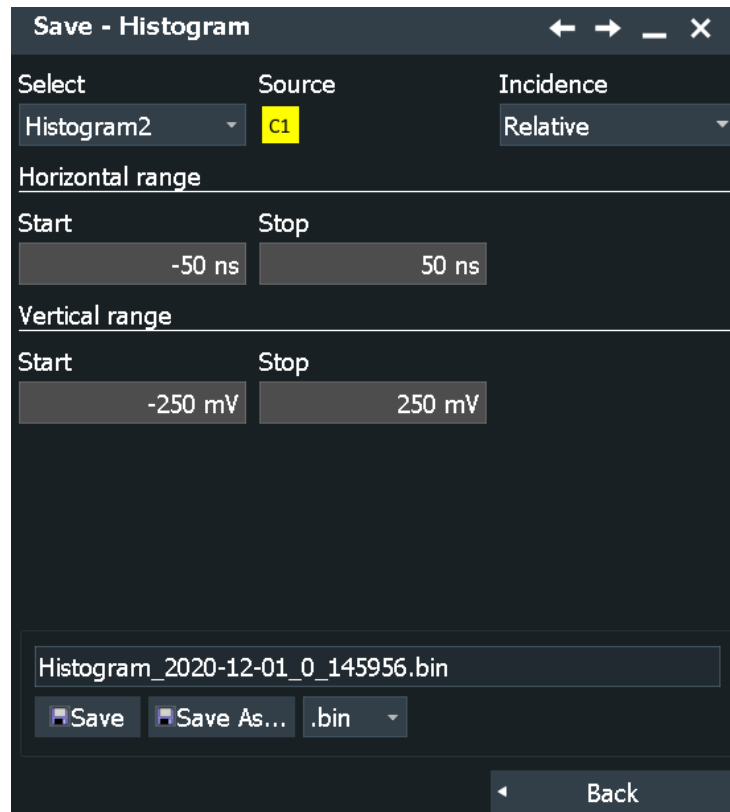 Save - Histogram
Select Source Incidence
Histogram2 C1 Relative
Horizontal range
Start Stop
-50 ns 50 ns
Vertical range
Start Stop
-250 mV 250 mV
Histogram_2020-12-01_0_145956.bin
Save Save As... .bin
Back